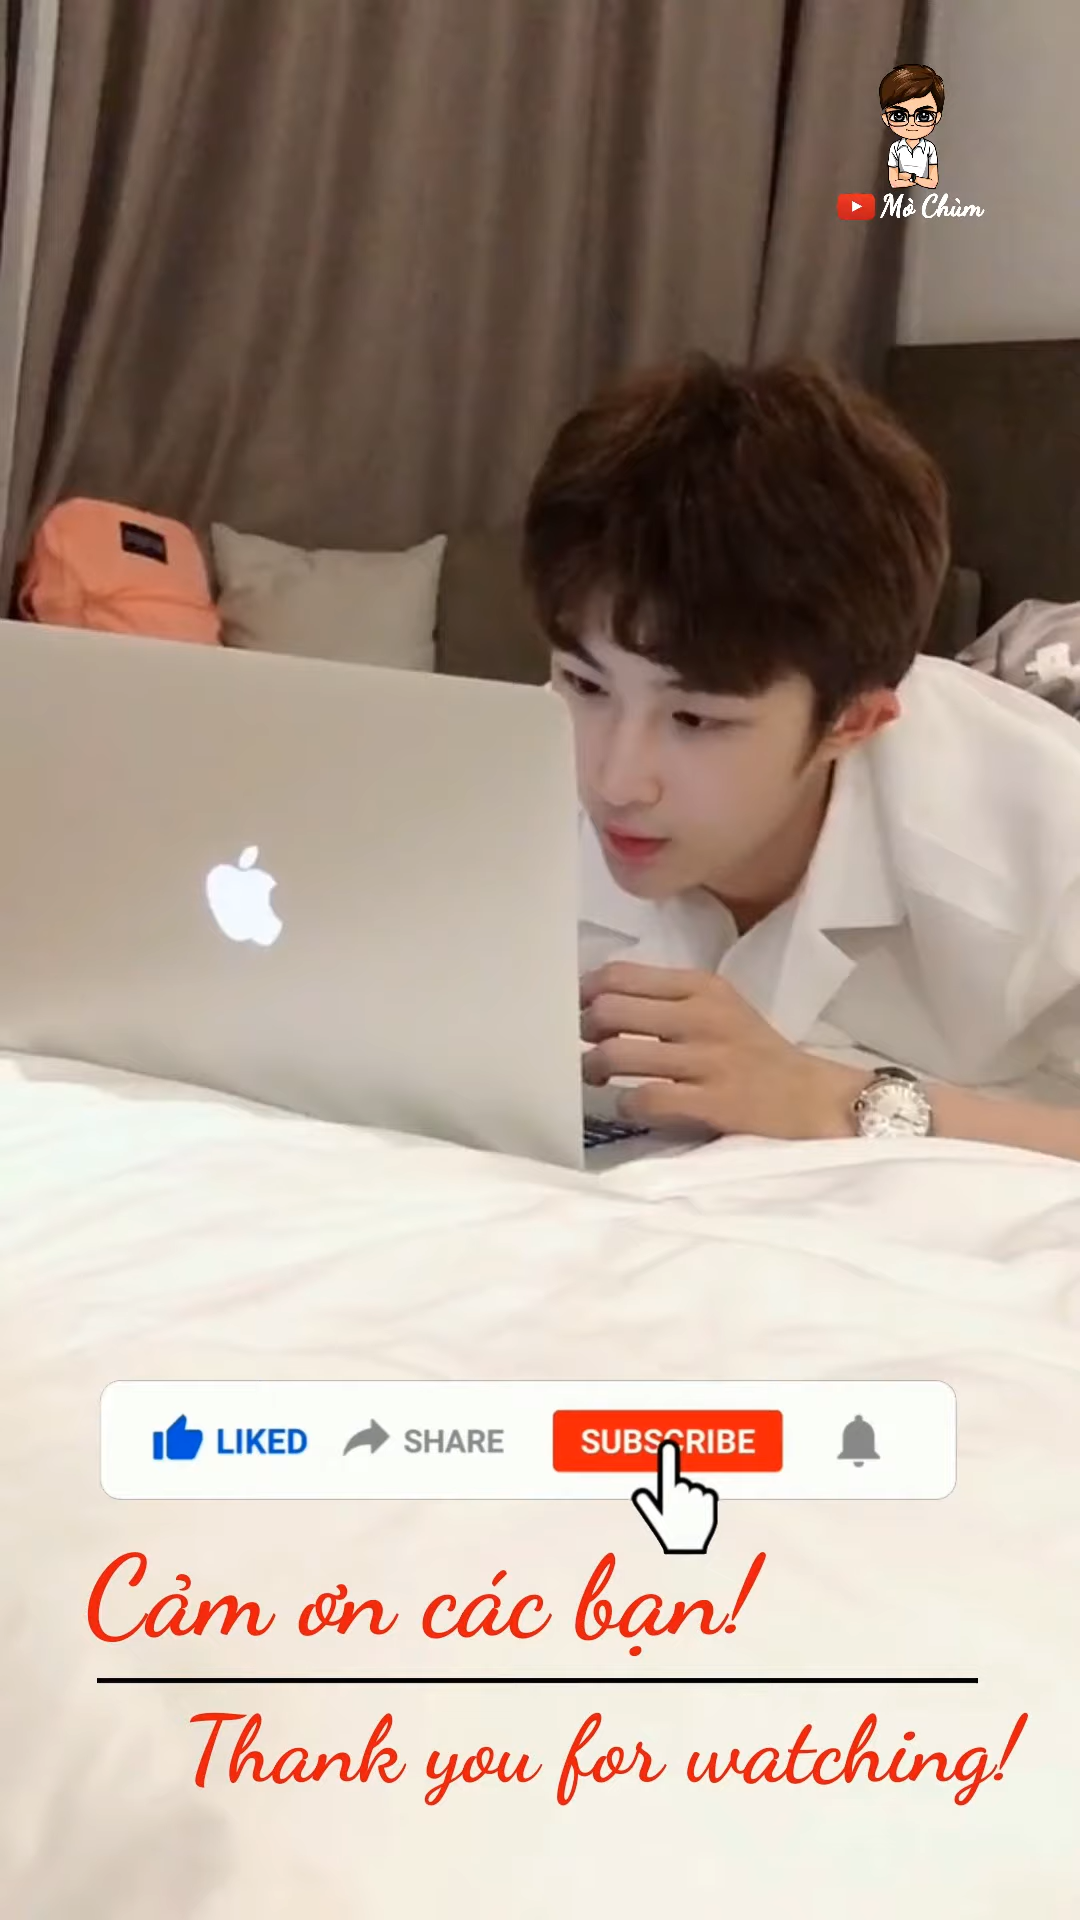 Mò Chùm
LIKED SHARE SUBSCRIBE
Cảm ơn các bạn!
Thank you for watching!